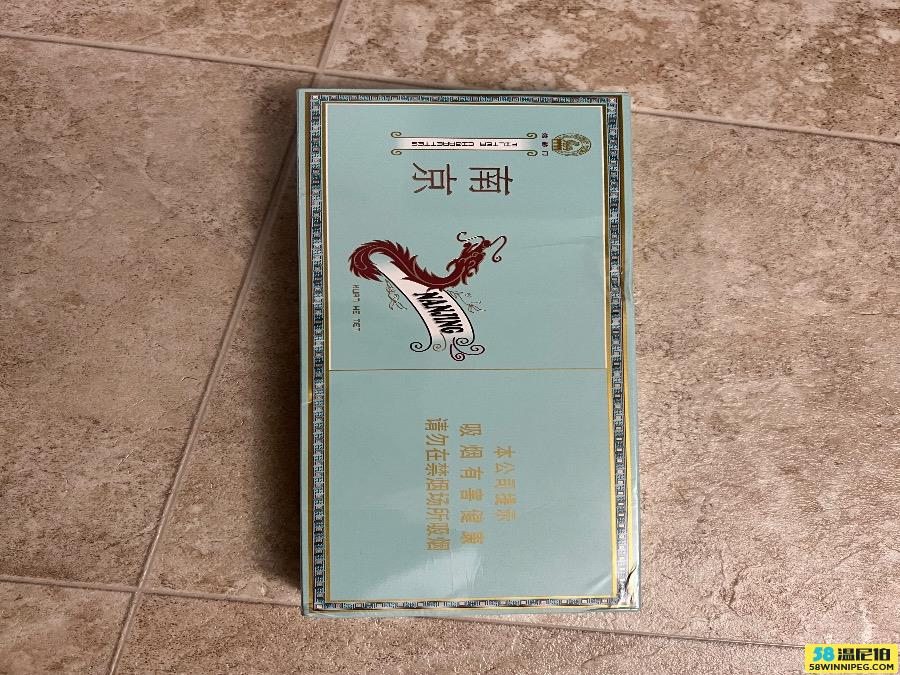 FILTER CIGARETTES
南京
NANJING
本公司提示
吸烟有害健康
请勿在禁烟场所吸烟
58温尼伯
58WINNIPEG.COM